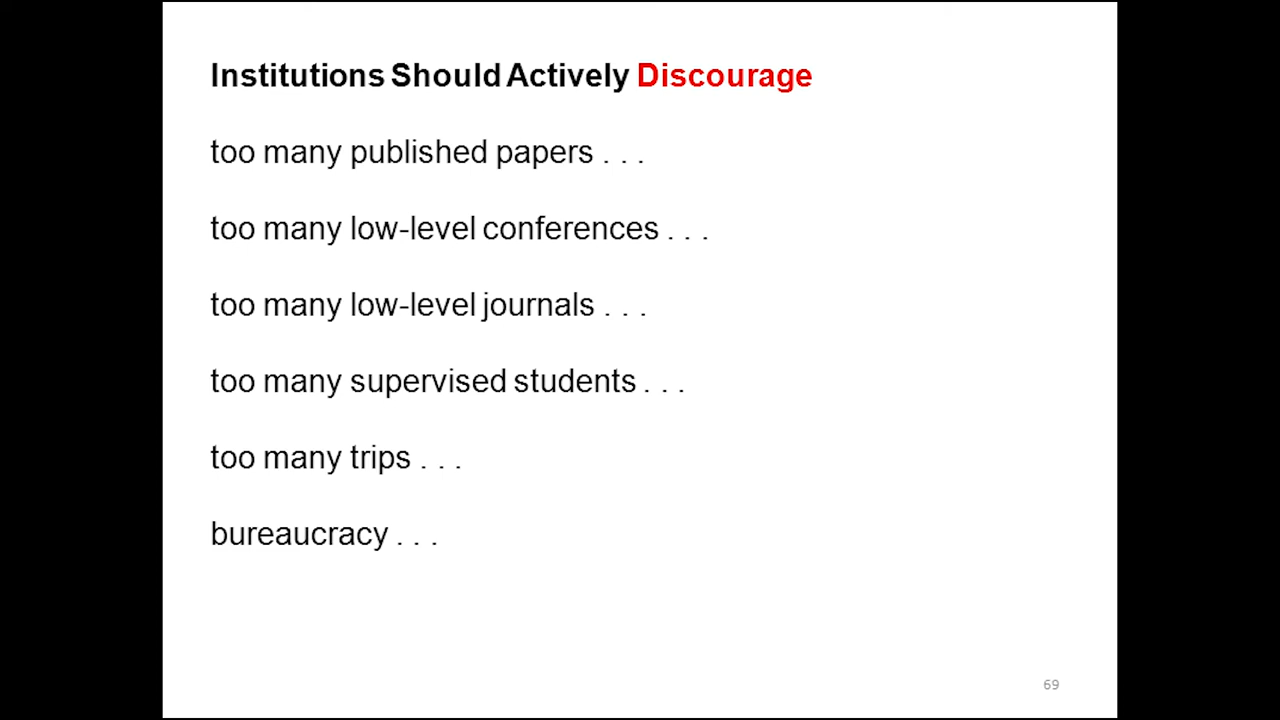 Institutions Should Actively Discourage
too many published papers . . .
too many low-level conferences . . .
too many low-level journals . . .
too many supervised students . . .
too many trips . . .
bureaucracy . . .
69